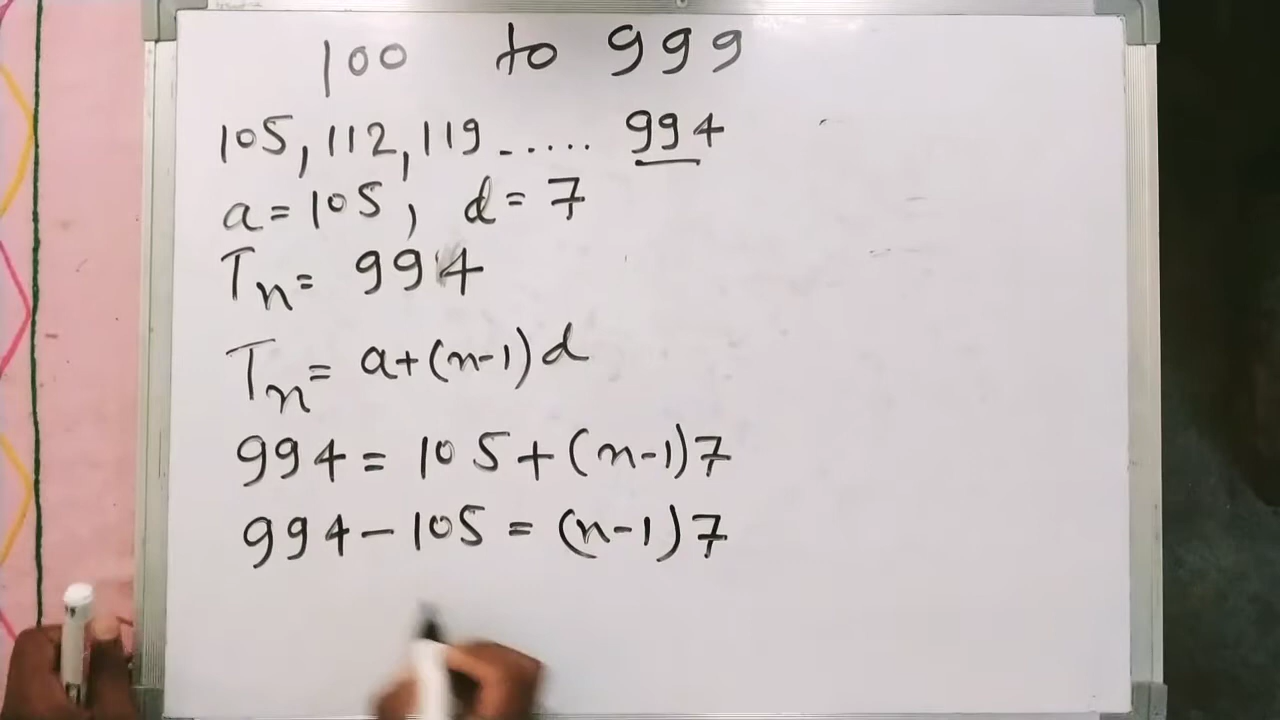 100 to 999
105, 112, 119 - ..... 994
a = 105, d = 7
Tn = 994
Tn = a+(n-1)d
994 = 105+(n-1)7
994-105 = (n-1)7